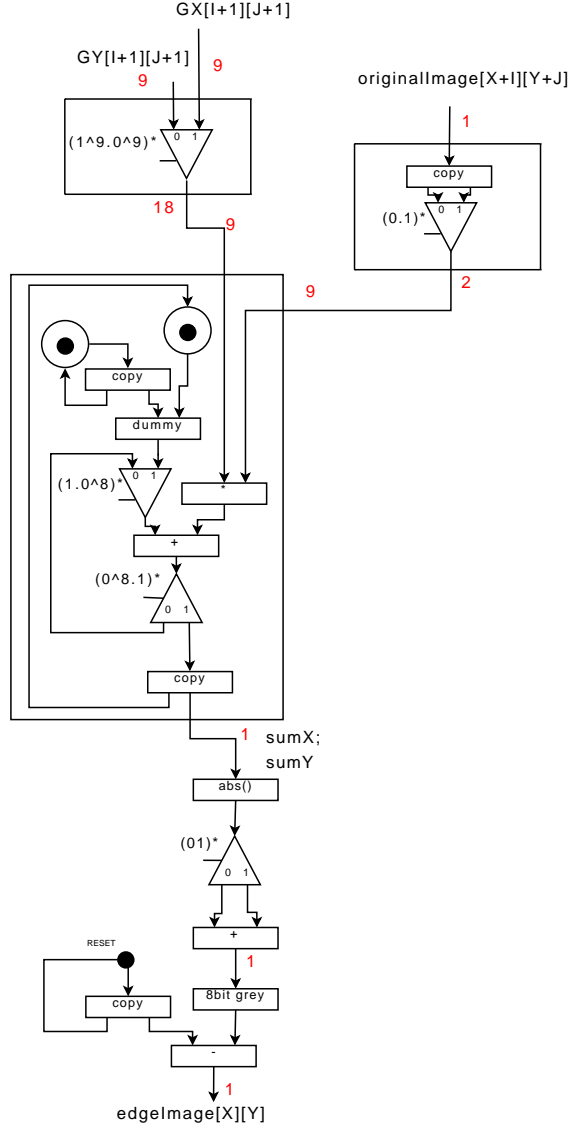 GX[I+1][J+1]
GY[I+1][J+1]
9
9
originalImage[X+I][Y+J]
1
0 1
(1^9.0^9)*
copy
0 1
(0.1)*
18
9
2
9
copy
dummy
0 1
(1.0^8)*
*
+
(0^8.1)*
0 1
copy
1
sumX;
sumY
abs()
(01)*
0 1
+
RESET
1
copy
8bit grey
-
1
edgeImage[X][Y]